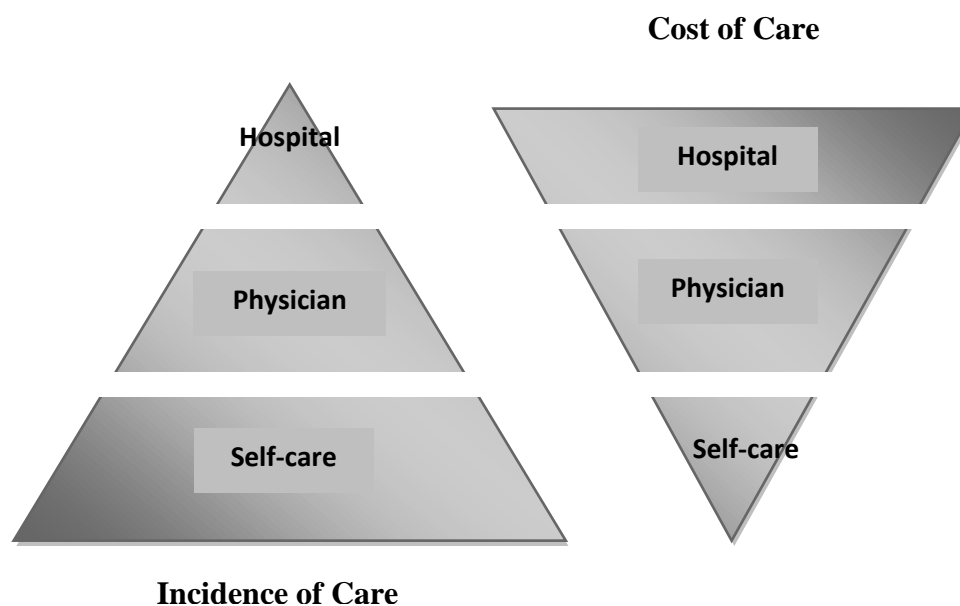 Cost of Care
Hospital
Physician
Self-care
Hospital
Physician
Self-care
Incidence of Care